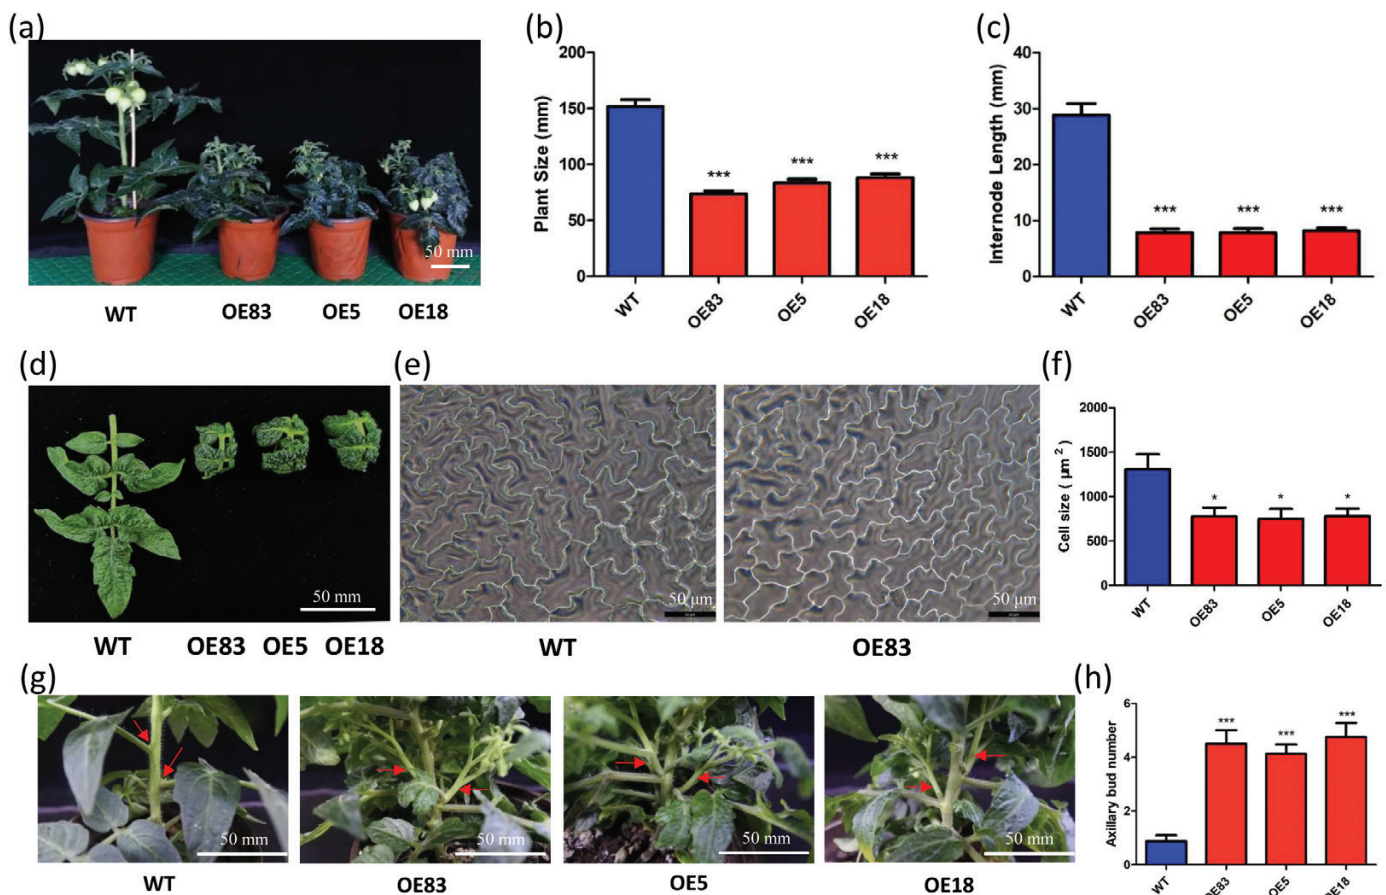 (a)
50 mm
WT OE83 OE5 OE18
(b)
Plant Size (mm)
200
150
100
50
0
***
***
***
WT OE83 OE5 OE18
(c)
Internode Length (mm)
40
30
20
10
0
***
***
***
WT OE83 OE5 OE18
(d)
50 mm
WT OE83 OE5 OE18
(e)
50 µm
50 µm
WT OE83
(f)
Cell size ( µm²)
2000
1500
1000
500
0
*
*
*
WT OE83 OE5 OE18
(g)
50 mm
50 mm
50 mm
50 mm
WT OE83 OE5 OE18
(h)
Axillary bud number
6
4
2
0
***
***
***
WT OE83 OE5 OE18